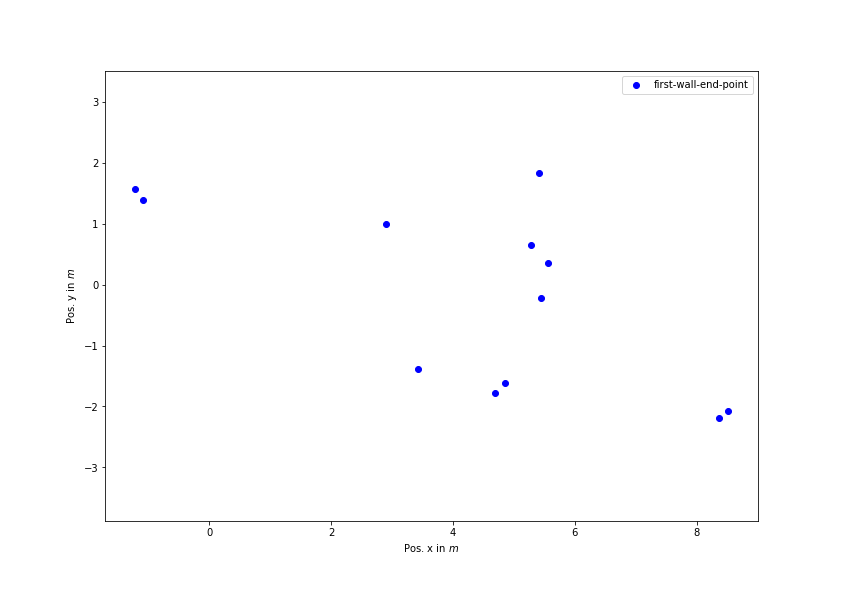 first-wall-end-point
3
2
1
0
−1
−2
−3
Pos. y in m
0 2 4 6 8
Pos. x in m